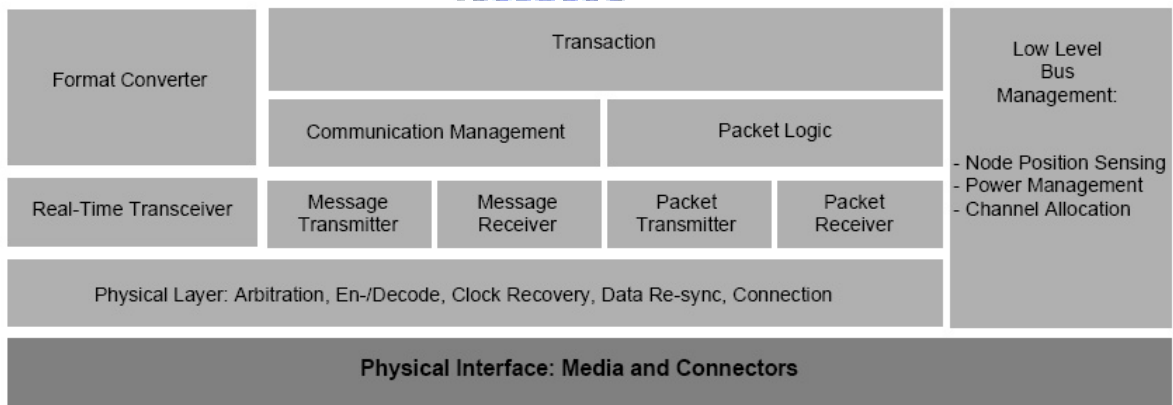 Format Converter
Transaction
Communication Management
Packet Logic
Real-Time Transceiver
Message
Transmitter
Message
Receiver
Packet
Transmitter
Packet
Receiver
Low Level
Bus
Management:
- Node Position Sensing
- Power Management
- Channel Allocation
Physical Layer: Arbitration, En-/Decode, Clock Recovery, Data Re-sync, Connection
Physical Interface: Media and Connectors